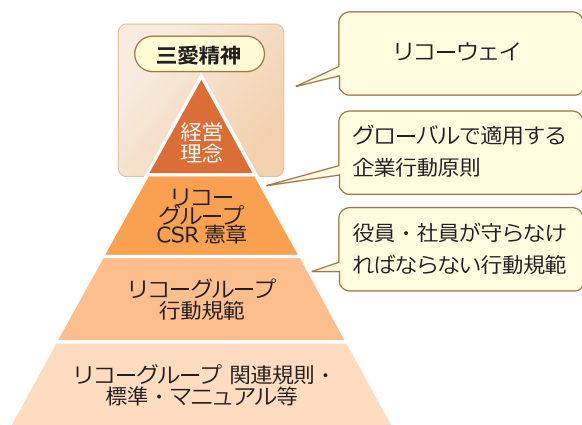 三愛精神
リコーウェイ
経営
理念
グローバルで適用する
企業行動原則
リコー
グループ
CSR 憲章
役員・社員が守らなけ
ればならない行動規範
リコーグループ
行動規範
リコーグループ 関連規則・
標準・マニュアル等